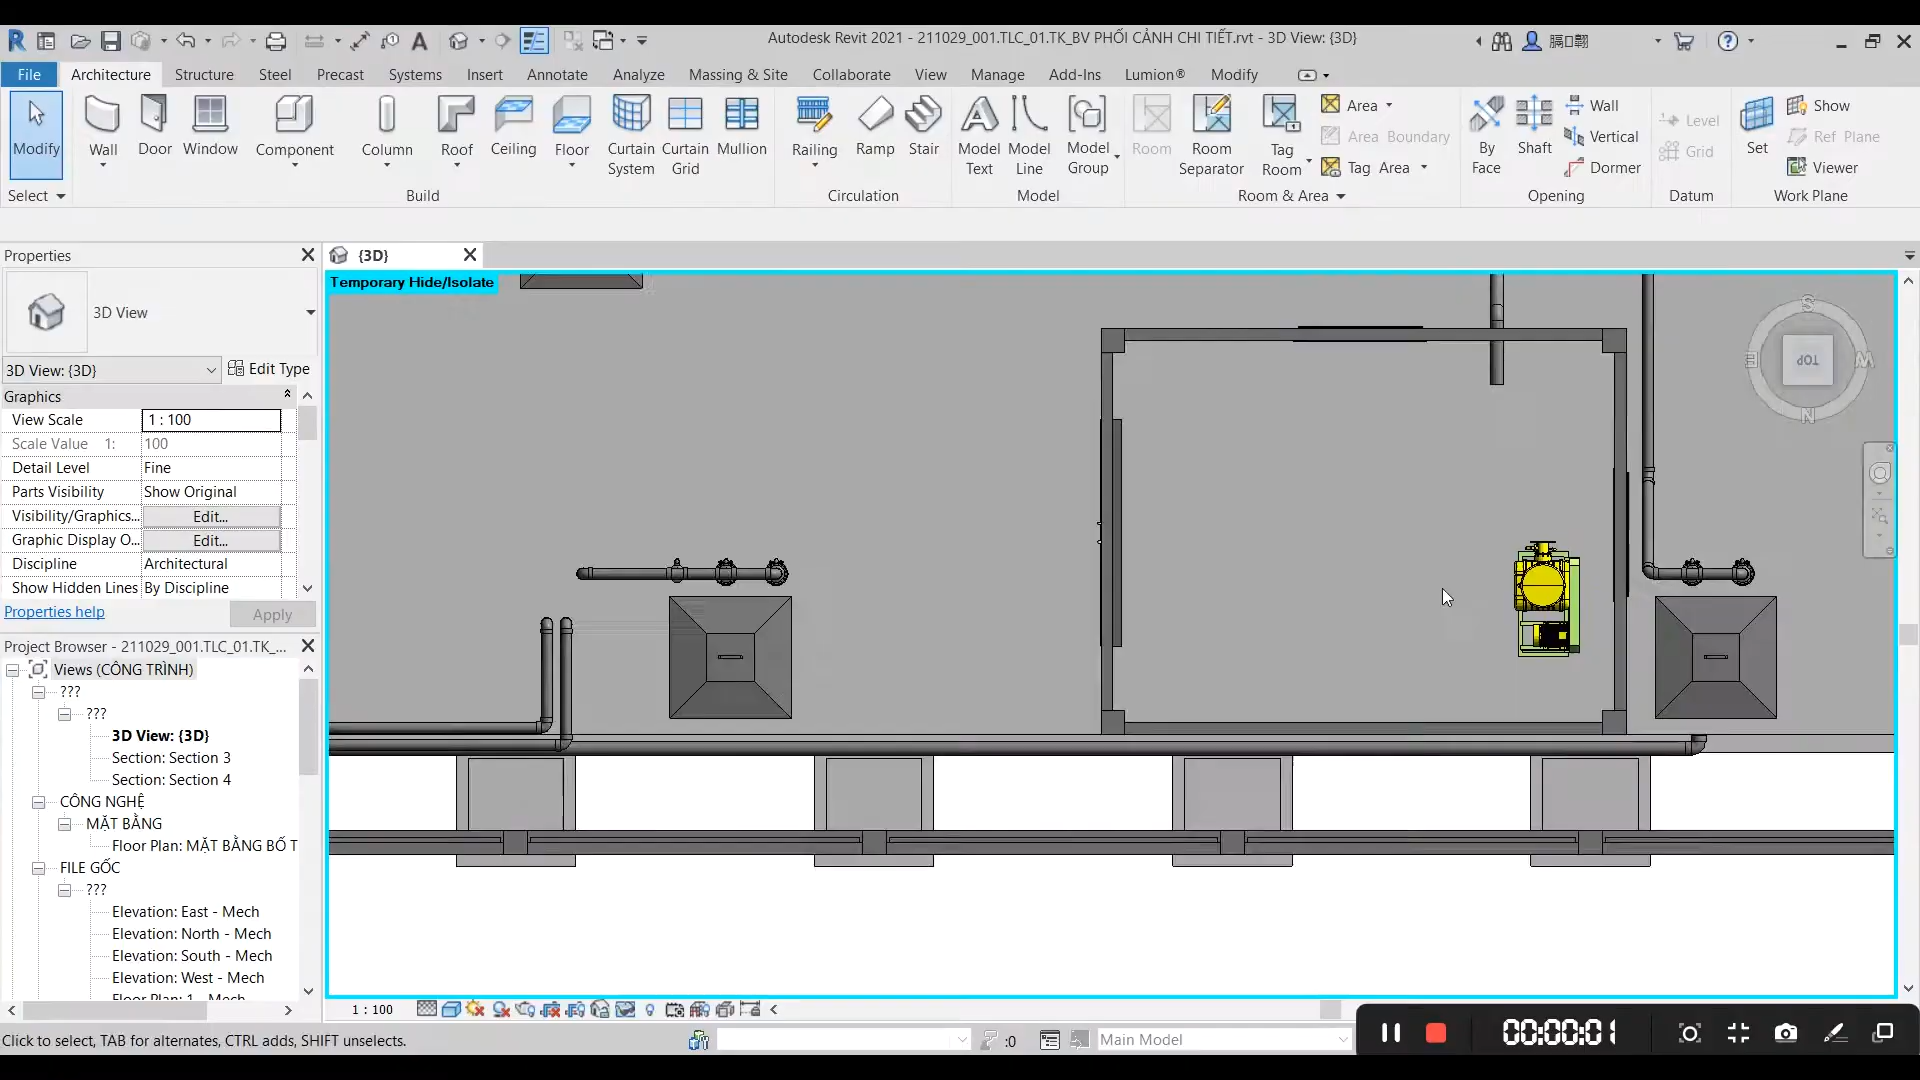 Autodesk Revit 2021 - 211029_001.TLC_01.TK_BV PHỐI CẢNH CHI TIẾT.rvt - 3D View: {3D}
File Architecture Structure Steel Precast Systems Insert Annotate Analyze Massing & Site Collaborate View Manage Add-Ins Lumion® Modify
Modify
Wall
Door
Window
Component
Column
Roof
Ceiling
Floor
Curtain System
Curtain Grid
Mullion
Railing
Ramp
Stair
Model Text
Model Line
Model Group
Room
Room Separator
Tag Room
Area
Area Boundary
Tag Area
By Face
Shaft
Wall
Vertical
Dormer
Level
Grid
Set
Show
Ref Plane
Viewer
Select Build Circulation Model Room & Area Opening Datum Work Plane
Properties
{3D}
Temporary Hide/Isolate
3D View
3D View: {3D} Edit Type
Graphics
View Scale 1 : 100
Scale Value 1: 100
Detail Level Fine
Parts Visibility Show Original
Visibility/Graphics... Edit...
Graphic Display O... Edit...
Discipline Architectural
Show Hidden Lines By Discipline
Properties help Apply
Project Browser - 211029_001.TLC_01.TK_...
Views (CÔNG TRÌNH)
???
???
3D View: {3D}
Section: Section 3
Section: Section 4
CÔNG NGHỆ
MẶT BẰNG
Floor Plan: MẶT BẰNG BỐ T
FILE GỐC
???
Elevation: East - Mech
Elevation: North - Mech
Elevation: South - Mech
Elevation: West - Mech
Floor Plan: 1 - Mech
S
E TOP W
N
1 : 100
Click to select, TAB for alternates, CTRL adds, SHIFT unselects.
:0
Main Model
00:00:01